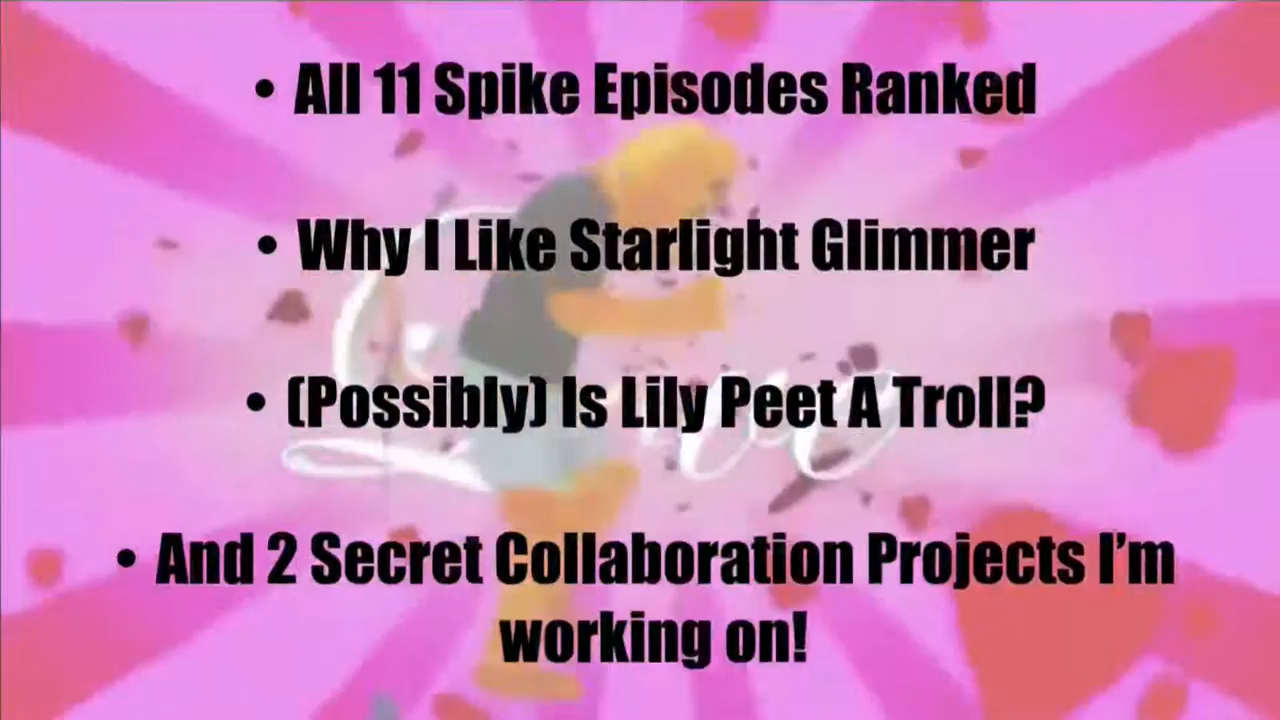 • All 11 Spike Episodes Ranked
• Why I Like Starlight Glimmer
• (Possibly) Is Lily Peet A Troll?
• And 2 Secret Collaboration Projects I'm
working on!